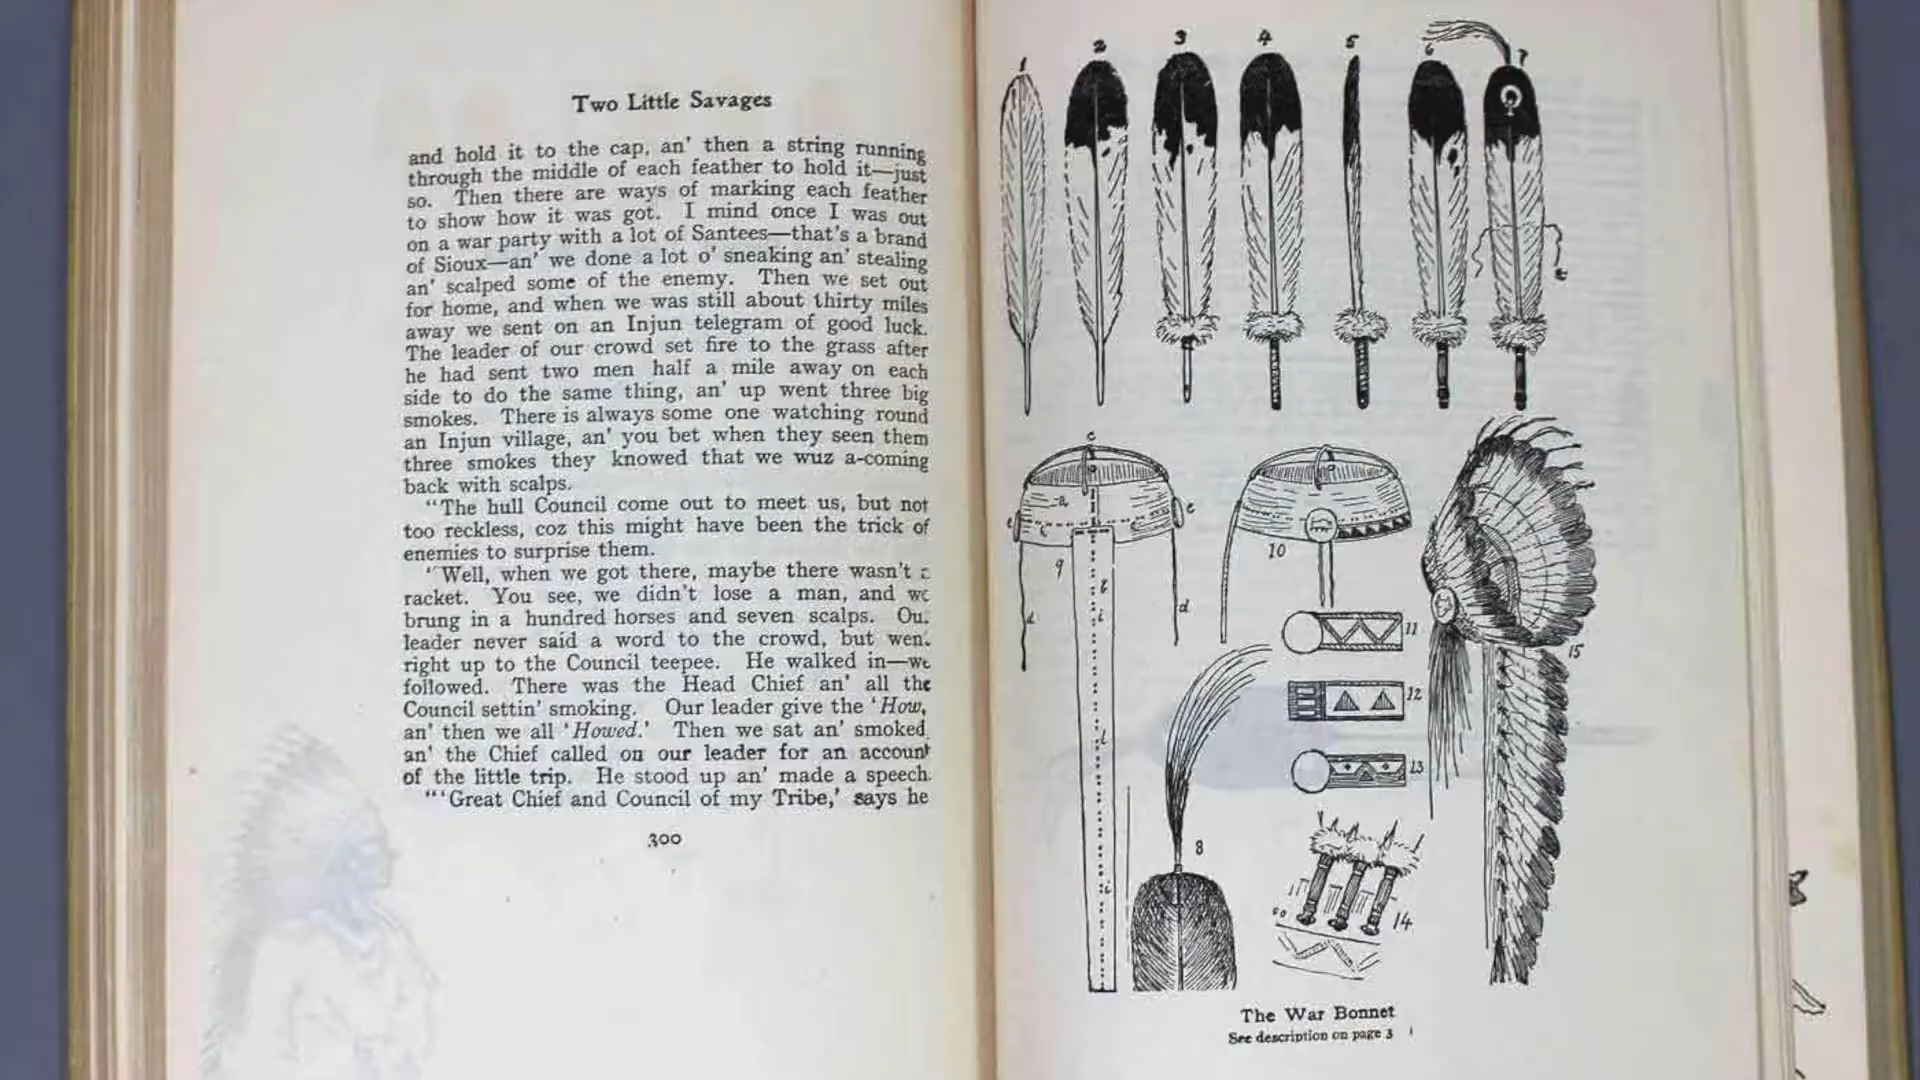 Two Little Savages
and hold it to the cap, an' then a string running
through the middle of each feather to hold it—just
so. Then there are ways of marking each feather
to show how it was got. I mind once I was out
on a war party with a lot of Santees—that's a brand
of Sioux—an' we done a lot o' sneaking an' stealing
an' scalped some of the enemy. Then we set out
for home, and when we was still about thirty miles
away we sent on an Injun telegram of good luck.
The leader of our crowd set fire to the grass after
he had sent two men half a mile away on each
side to do the same thing, an' up went three big
smokes. There is always some one watching round
an Injun village, an' you bet when they seen them
three smokes they knowed that we wuz a-coming
back with scalps.
"The hull Council come out to meet us, but not
too reckless, coz this might have been the trick of
enemies to surprise them.
"Well, when we got there, maybe there wasn't
racket. You see, we didn't lose a man, and we
brung in a hundred horses and seven scalps. Our
leader never said a word to the crowd, but went
right up to the Council teepee. He walked in—we
followed. There was the Head Chief an' all the
Council settin' smoking. Our leader give the 'How,
an' then we all 'Howed.' Then we sat an' smoked
an' the Chief called on our leader for an account
of the little trip. He stood up an' made a speech.
"'Great Chief and Council of my Tribe,' says he
300
1 2 3 4 5 6 7
c
a
e e
c
9
10
b
i
d d
11
15
12
l
13
8
i
14
The War Bonnet
See description on page 3